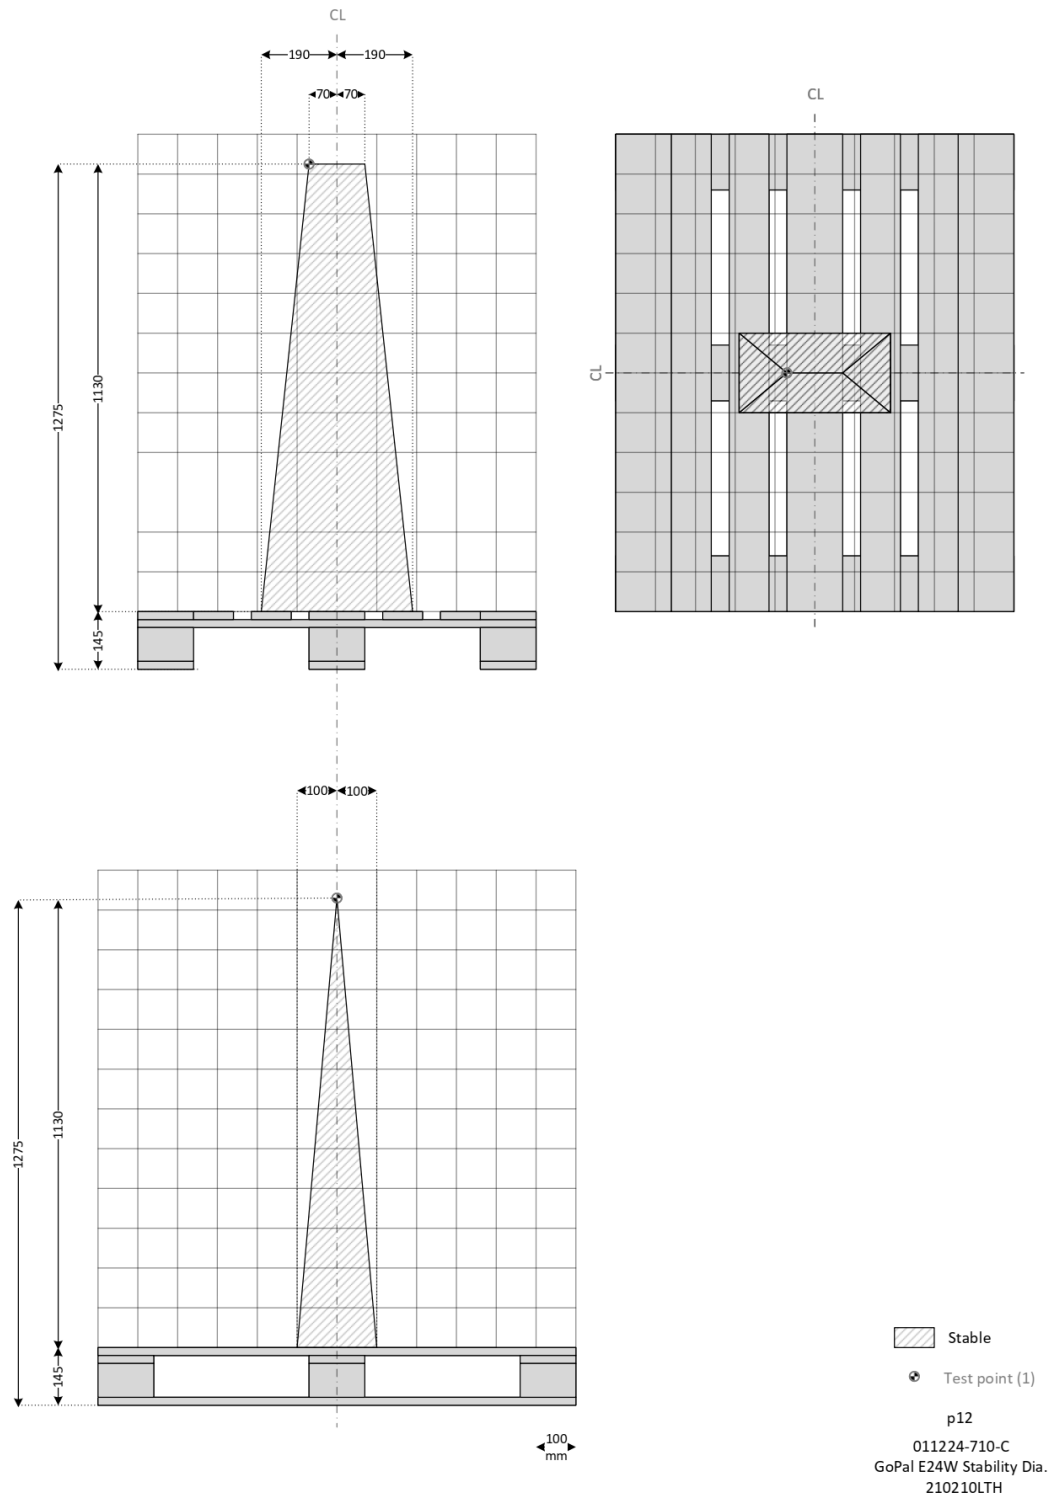 CL
190 190
70 70
CL
CL
1275
1130
145
100 100
1275
1130
145
100
mm
Stable
Test point (1)
p12
011224-710-C
GoPal E24W Stability Dia.
210210LTH